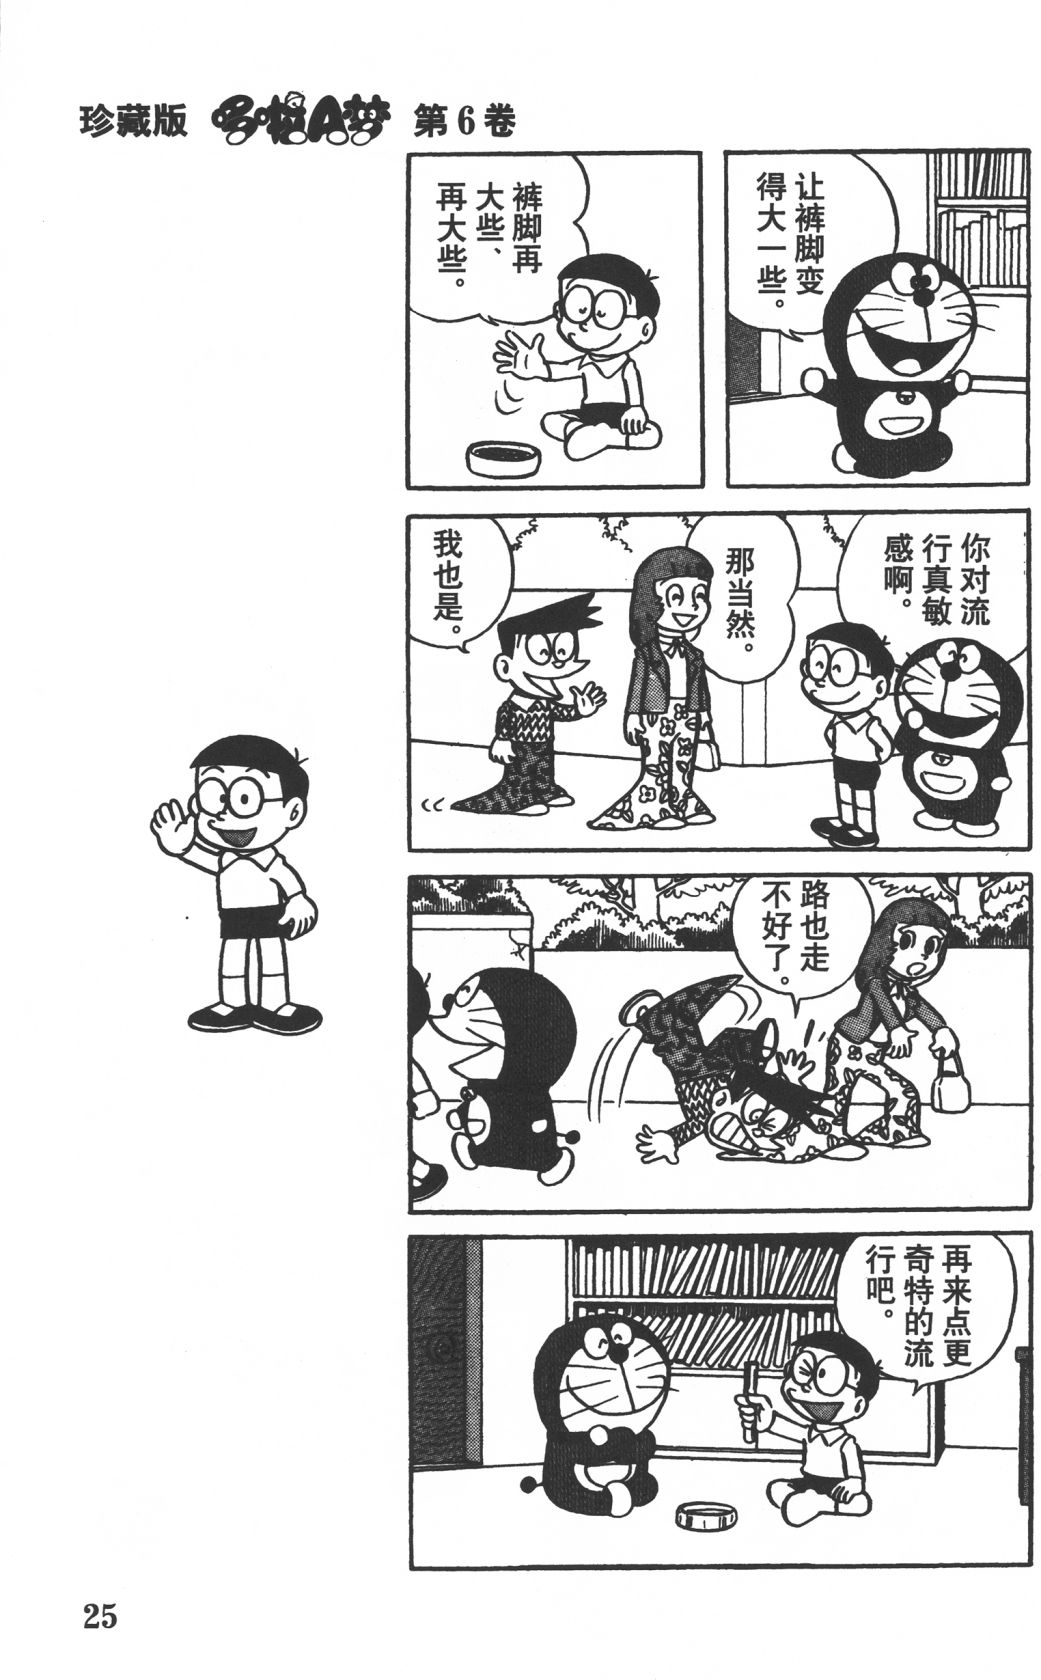 珍藏版 哆啦A梦 第6卷
让裤脚变
得大一些。
裤脚再
大些、
再大些。
你对流
行真敏
感啊。
那当然。
我也是。
路也走
不好了。
再来点更
奇特的流
行吧。
25